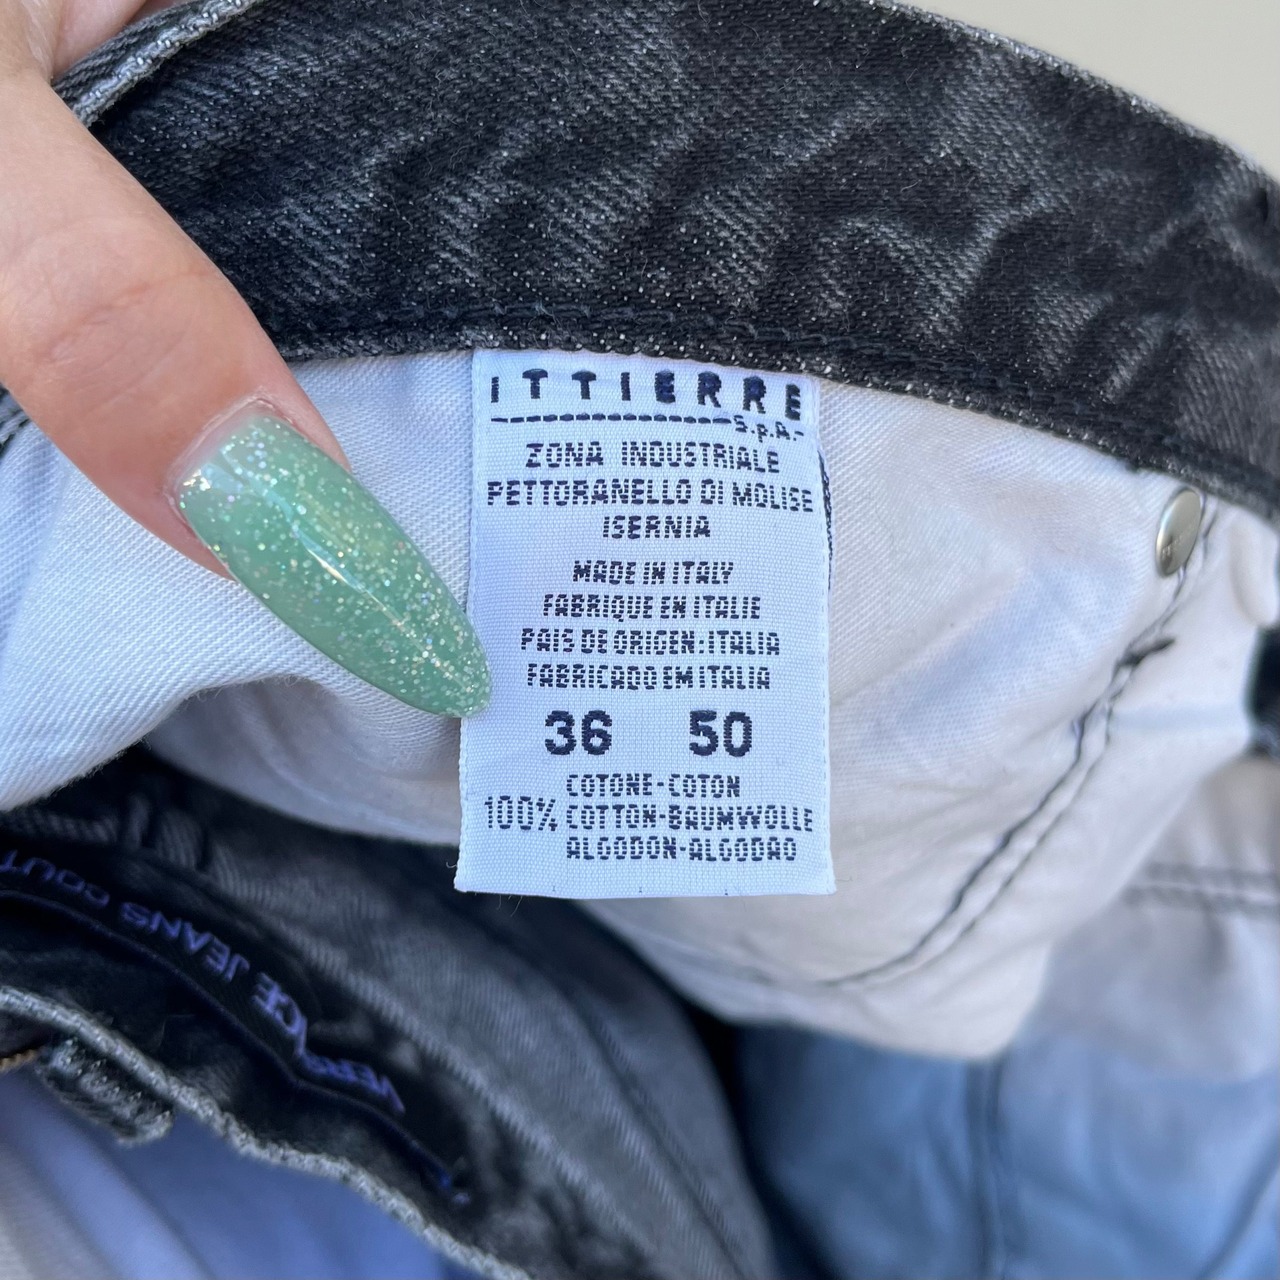 ITTIERRE
S.p.A.-
ZONA INDUSTRIALE
PETTORANELLO DI MOLISE
ISERNIA
MADE IN ITALY
FABRIQUE EN ITALIE
PAIS DE ORIGEN:ITALIA
FABRICADO EM ITALIA
36 50
COTONE-COTON
100% COTTON-BAUMWOLLE
ALGODON-ALGODAO
VERSACE JEANS COUT